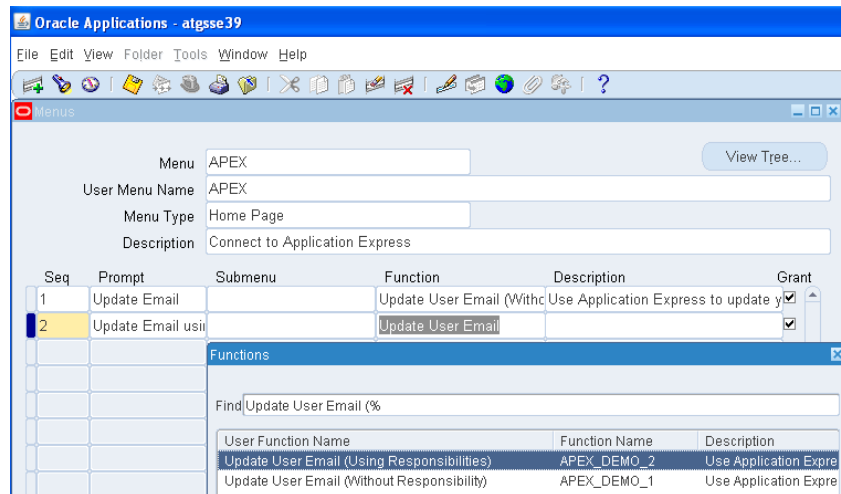 Oracle Applications - atgsse39
File Edit View Folder Tools Window Help
Menus
Menu APEX View Tree...
User Menu Name APEX
Menu Type Home Page
Description Connect to Application Express
Seq Prompt Submenu Function Description Grant
1 Update Email Update User Email (Witho Use Application Express to update y
2 Update Email usin Update User Email
Functions
Find Update User Email (%
User Function Name Function Name Description
Update User Email (Using Responsibilities) APEX_DEMO_2 Use Application Expre
Update User Email (Without Responsibility) APEX_DEMO_1 Use Application Expre